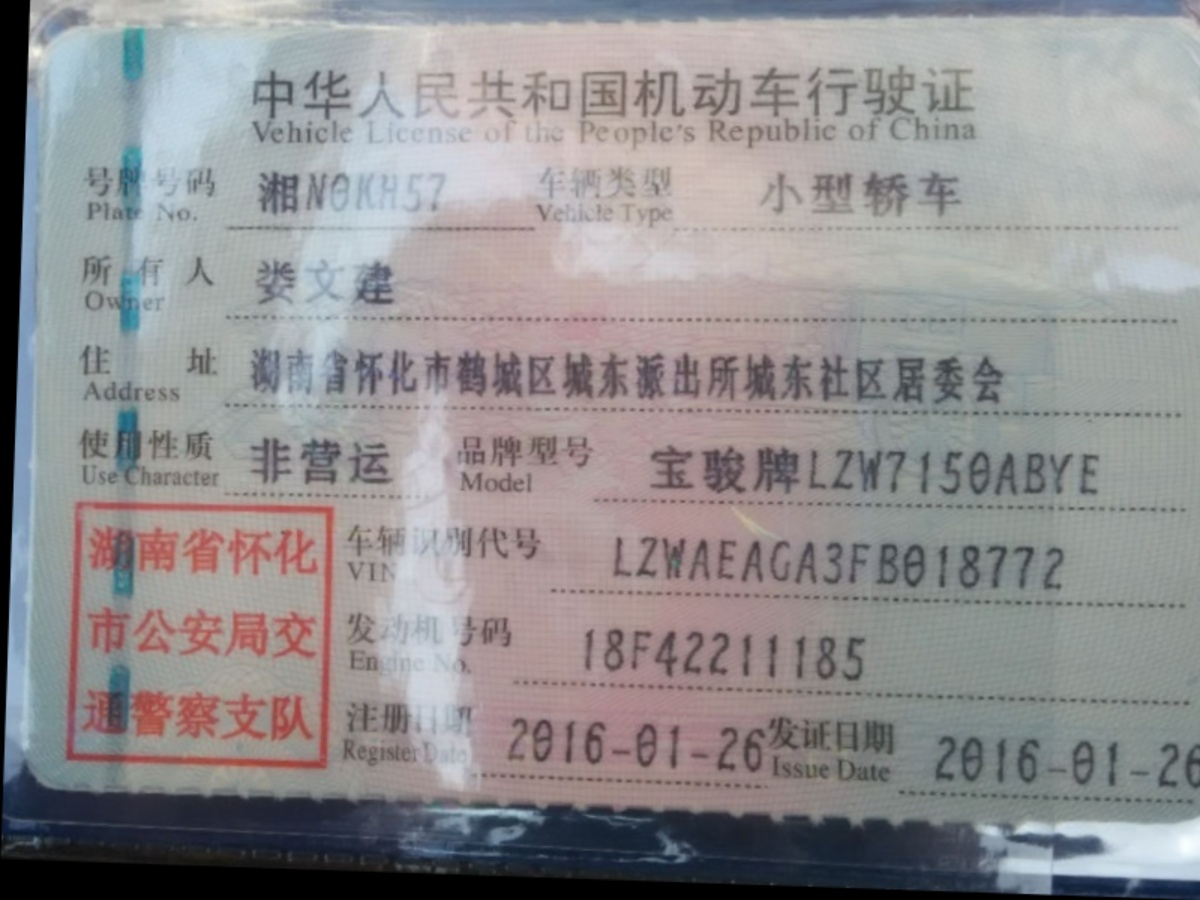 中华人民共和国机动车行驶证
Vehicle License of the People's Republic of China
号牌号码 湘N0KH57 车辆类型 小型轿车
Plate No. Vehicle Type
所有人 娄文建
Owner
住址 湖南省怀化市鹤城区城东派出所城东社区居委会
Address
使用性质 非营运 品牌型号 宝骏牌LZW7150ABYE
Use Character Model
湖南省怀化
市公安局交
通警察支队
车辆识别代号 LZWAEAGA3FB018772
VIN
发动机号码 18F42211185
Engine No.
注册日期 2016-01-26 发证日期 2016-01-26
Register Date Issue Date